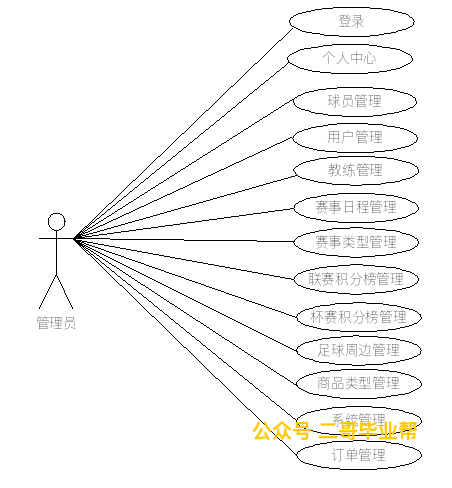 登录
个人中心
球员管理
用户管理
教练管理
赛事日程管理
赛事类型管理
联赛积分榜管理
杯赛积分榜管理
管理员
足球周边管理
商品类型管理
系统管理
公众号 二哥毕业帮
订单管理